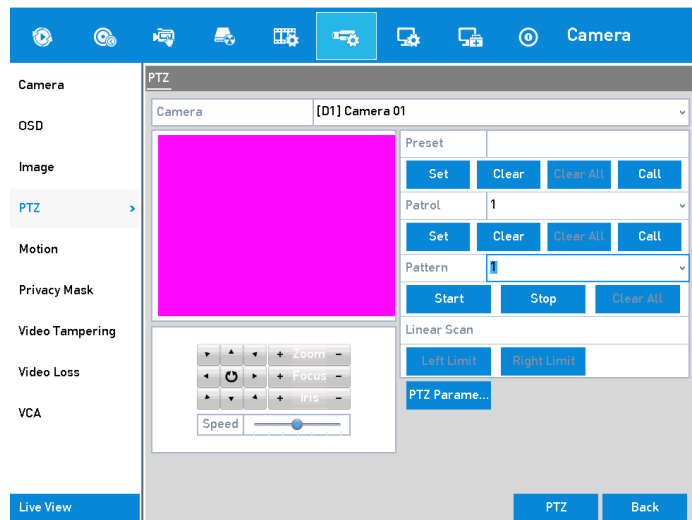 Camera
Camera
OSD
Image
PTZ
Motion
Privacy Mask
Video Tampering
Video Loss
VCA
Live View
PTZ
Camera [D1] Camera 01
Preset
Set Clear Clear All Call
Patrol 1
Set Clear Clear All Call
Pattern 1
Start Stop Clear All
Linear Scan
Left Limit Right Limit
PTZ Parame...
+ Zoom -
+ Focus -
+ Iris -
Speed
PTZ Back